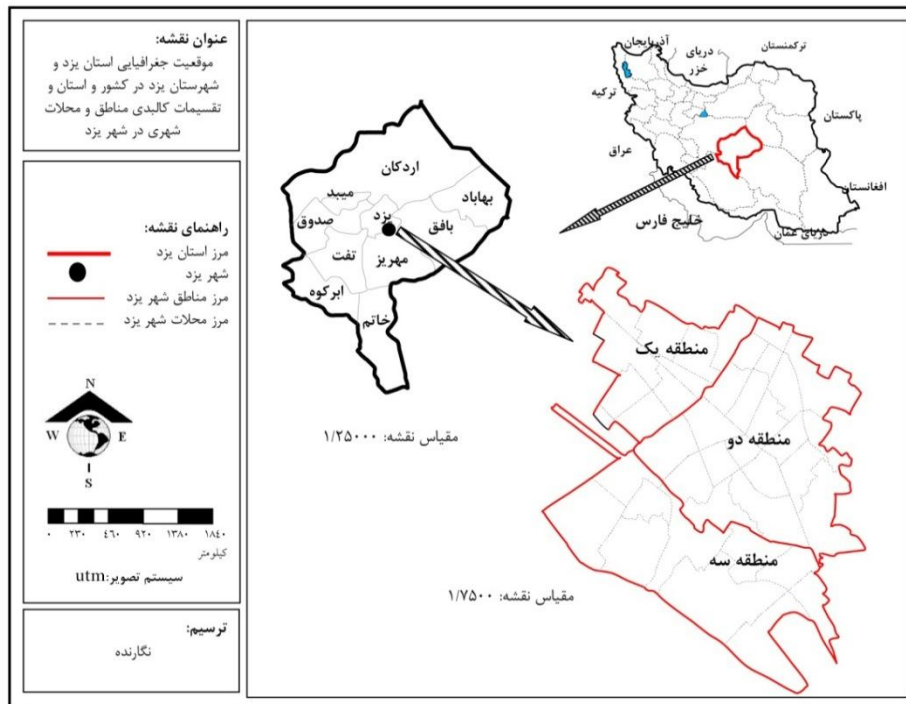 عنوان نقشه:
موقعیت جغرافیایی استان یزد و
شهرستان یزد در کشور و استان و
تقسیمات کالبدی مناطق و محلات
شهری در شهر یزد
راهنمای نقشه:
مرز استان یزد
شهر یزد
مرز مناطق شهر یزد
مرز محلات شهر یزد
N
W E
S
۰ ۲۳۰ ۴۶۰ ۹۲۰ ۱۳۸۰ ۱۸۴۰
کیلومتر
سیستم تصویر:utm
ترسیم:
نگارنده
آذربایجان
دریای
خزر
ترکمنستان
ترکیه
پاکستان
عراق
افغانستان
خلیج فارس
دریای عمان
اردکان
میبد
بهاباد
صدوق
یزد
بافق
تفت
مهریز
ابرکوه
خاتم
مقیاس نقشه: ۱/۲۵۰۰۰
منطقه یک
منطقه دو
منطقه سه
مقیاس نقشه: ۱/۷۵۰۰